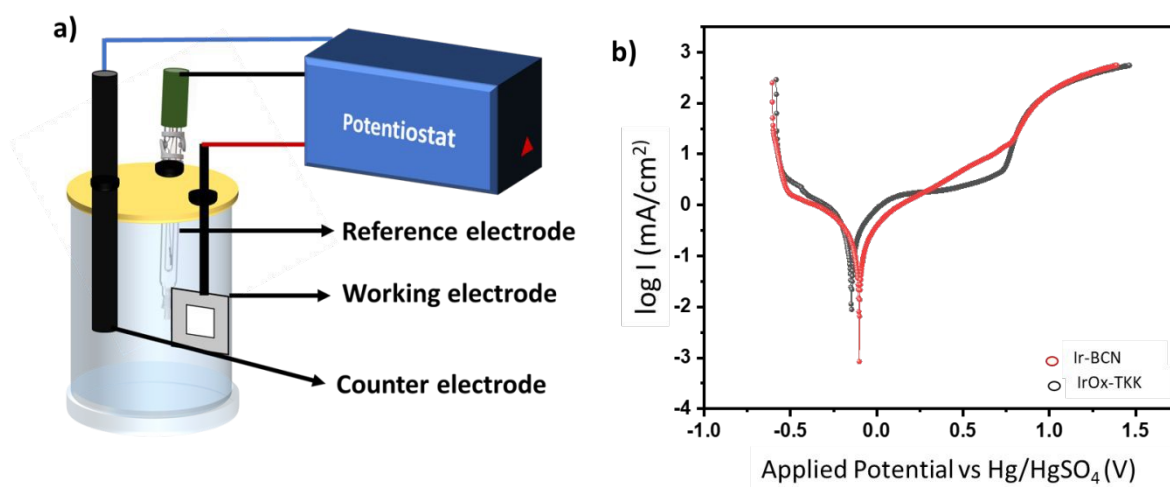 a)
Potentiostat
Reference electrode
Working electrode
Counter electrode
b)
log I (mA/cm²)
3
2
1
0
-1
-2
-3
-4
-1.0 -0.5 0.0 0.5 1.0 1.5
Applied Potential vs Hg/HgSO₄ (V)
Ir-BCN
IrOx-TKK